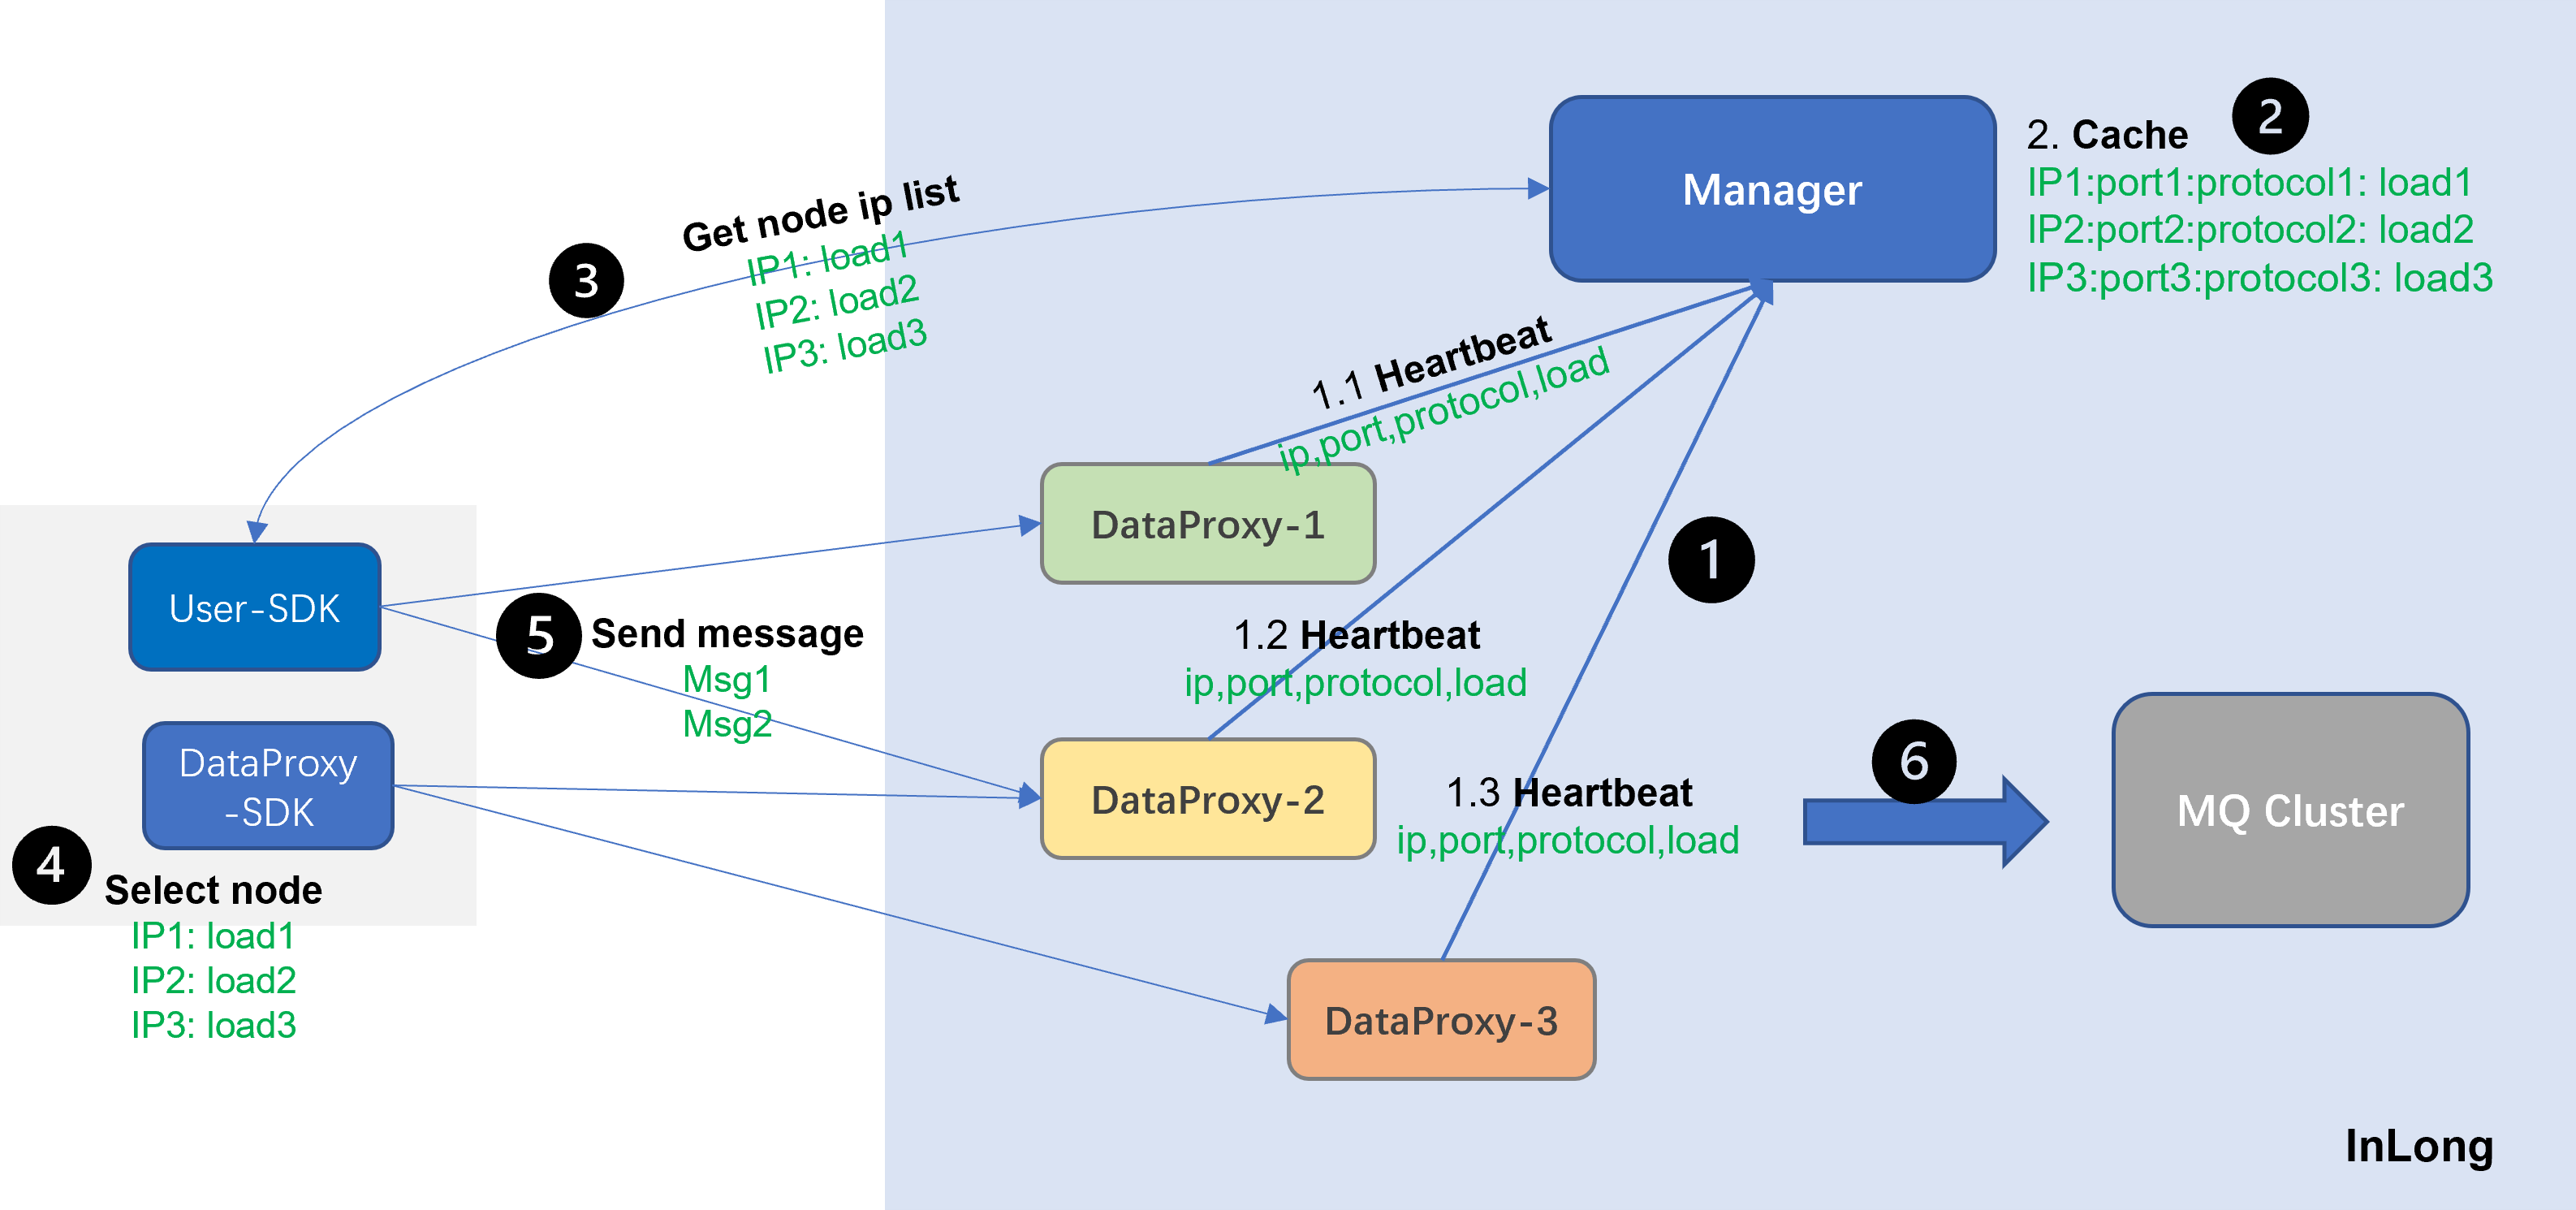 Manager
2. Cache
2
IP1:port1:protocol1: load1
IP2:port2:protocol2: load2
IP3:port3:protocol3: load3
3
Get node ip list
IP1: load1
IP2: load2
IP3: load3
1.1 Heartbeat
ip,port,protocol,load
DataProxy-1
1
User-SDK
5
Send message
Msg1
Msg2
1.2 Heartbeat
ip,port,protocol,load
DataProxy
-SDK
DataProxy-2
1.3 Heartbeat
ip,port,protocol,load
6
MQ Cluster
4
Select node
IP1: load1
IP2: load2
IP3: load3
DataProxy-3
InLong